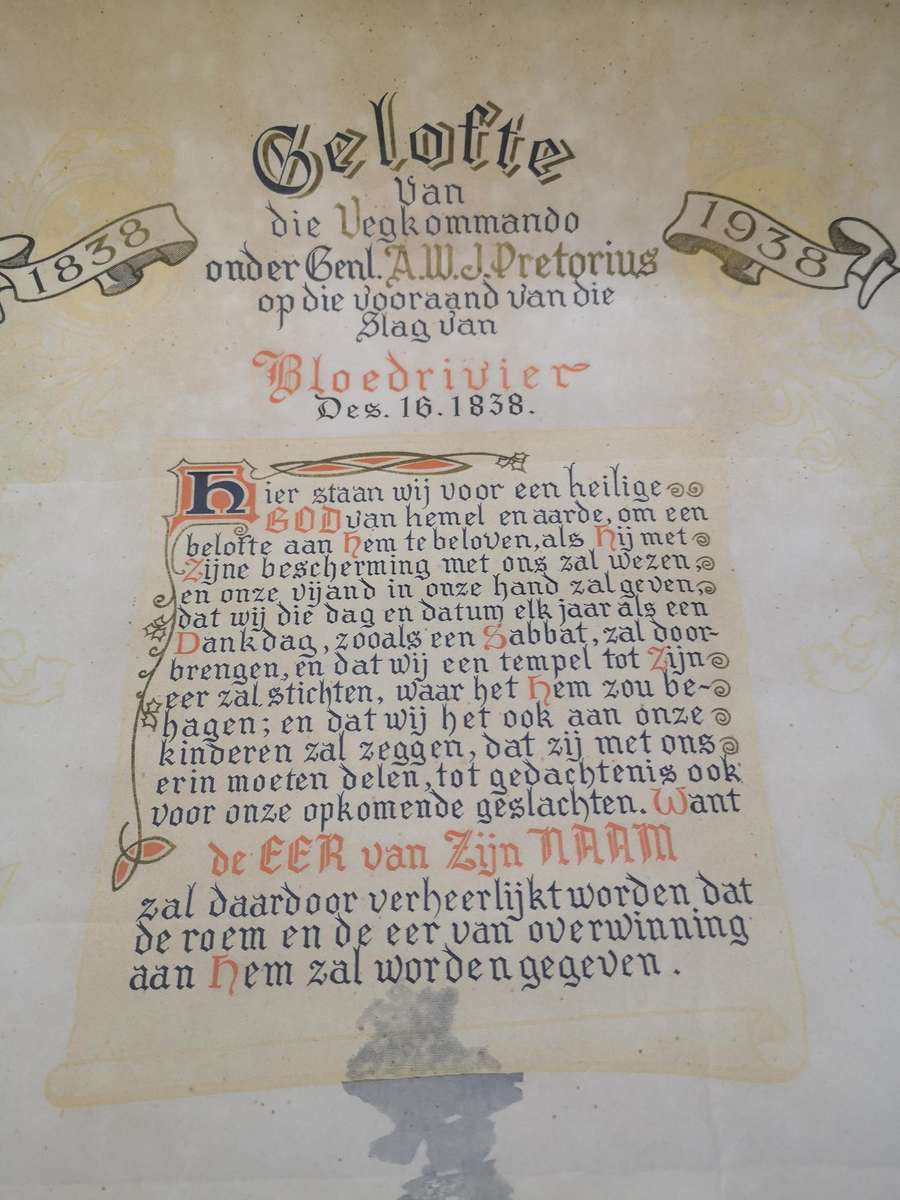 Gelofte
Van
die Vegkommando
onder Genl. A.W.J. Pretorius
op die vooraand van die
Slag van
Bloedrivier
Des. 16. 1838.
1838
1938
Hier staan wij voor een heilige
GOD van hemel en aarde, om een
belofte aan Hem te beloven, als Hij met
Zijne bescherming met ons zal wezen,
en onze vijand in onze hand zal geven,
dat wij die dag en datum elk jaar als een
Dankdag, zooals een Sabbat, zal door-
brengen, en dat wij een tempel tot Zijn
eer zal stichten, waar het Hem zou be-
hagen; en dat wij het ook aan onze
kinderen zal zeggen, dat zij met ons
erin moeten delen, tot gedachtenis ook
voor onze opkomende geslachten. Want
de EER van Zijn NAAM
zal daardoor verheerlijkt worden dat
de roem en de eer van overwinning
aan Hem zal worden gegeven.